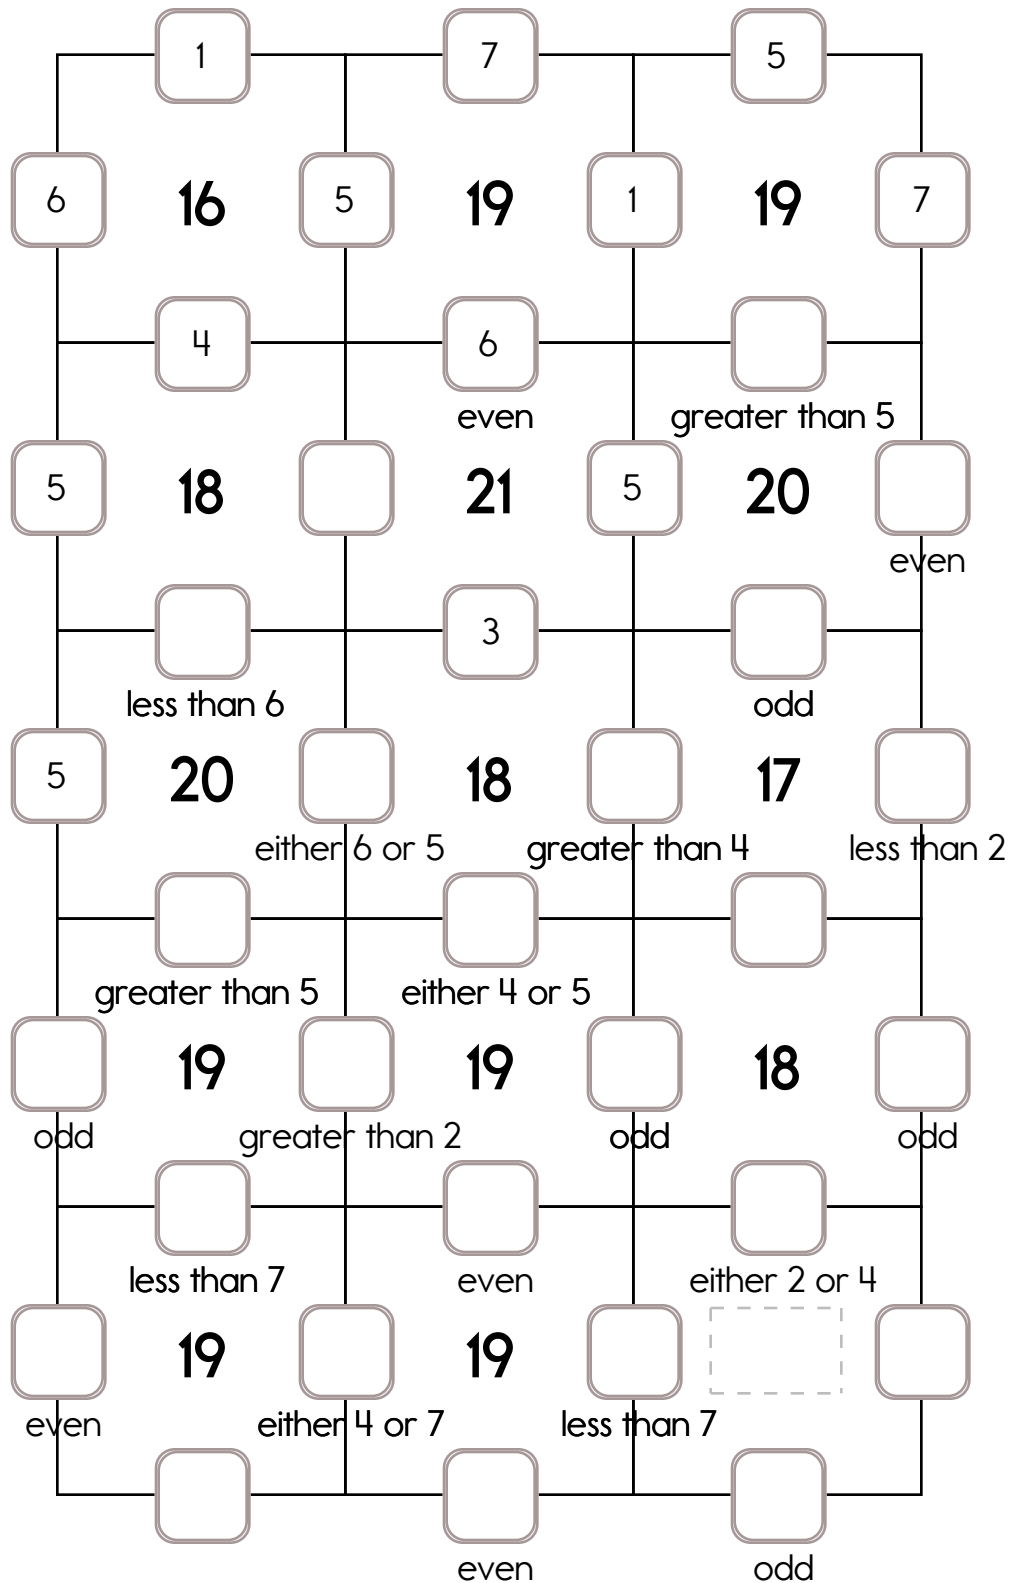 1 7 5
6 16 5 19 1 19 7
4 6
even greater than 5
5 18 21 5 20
even
3
less than 6 odd
5 20 18 17
either 6 or 5 greater than 4 less than 2
greater than 5 either 4 or 5
19 19 18
odd greater than 2 odd odd
less than 7 even either 2 or 4
19 19
even either 4 or 7 less than 7
even odd